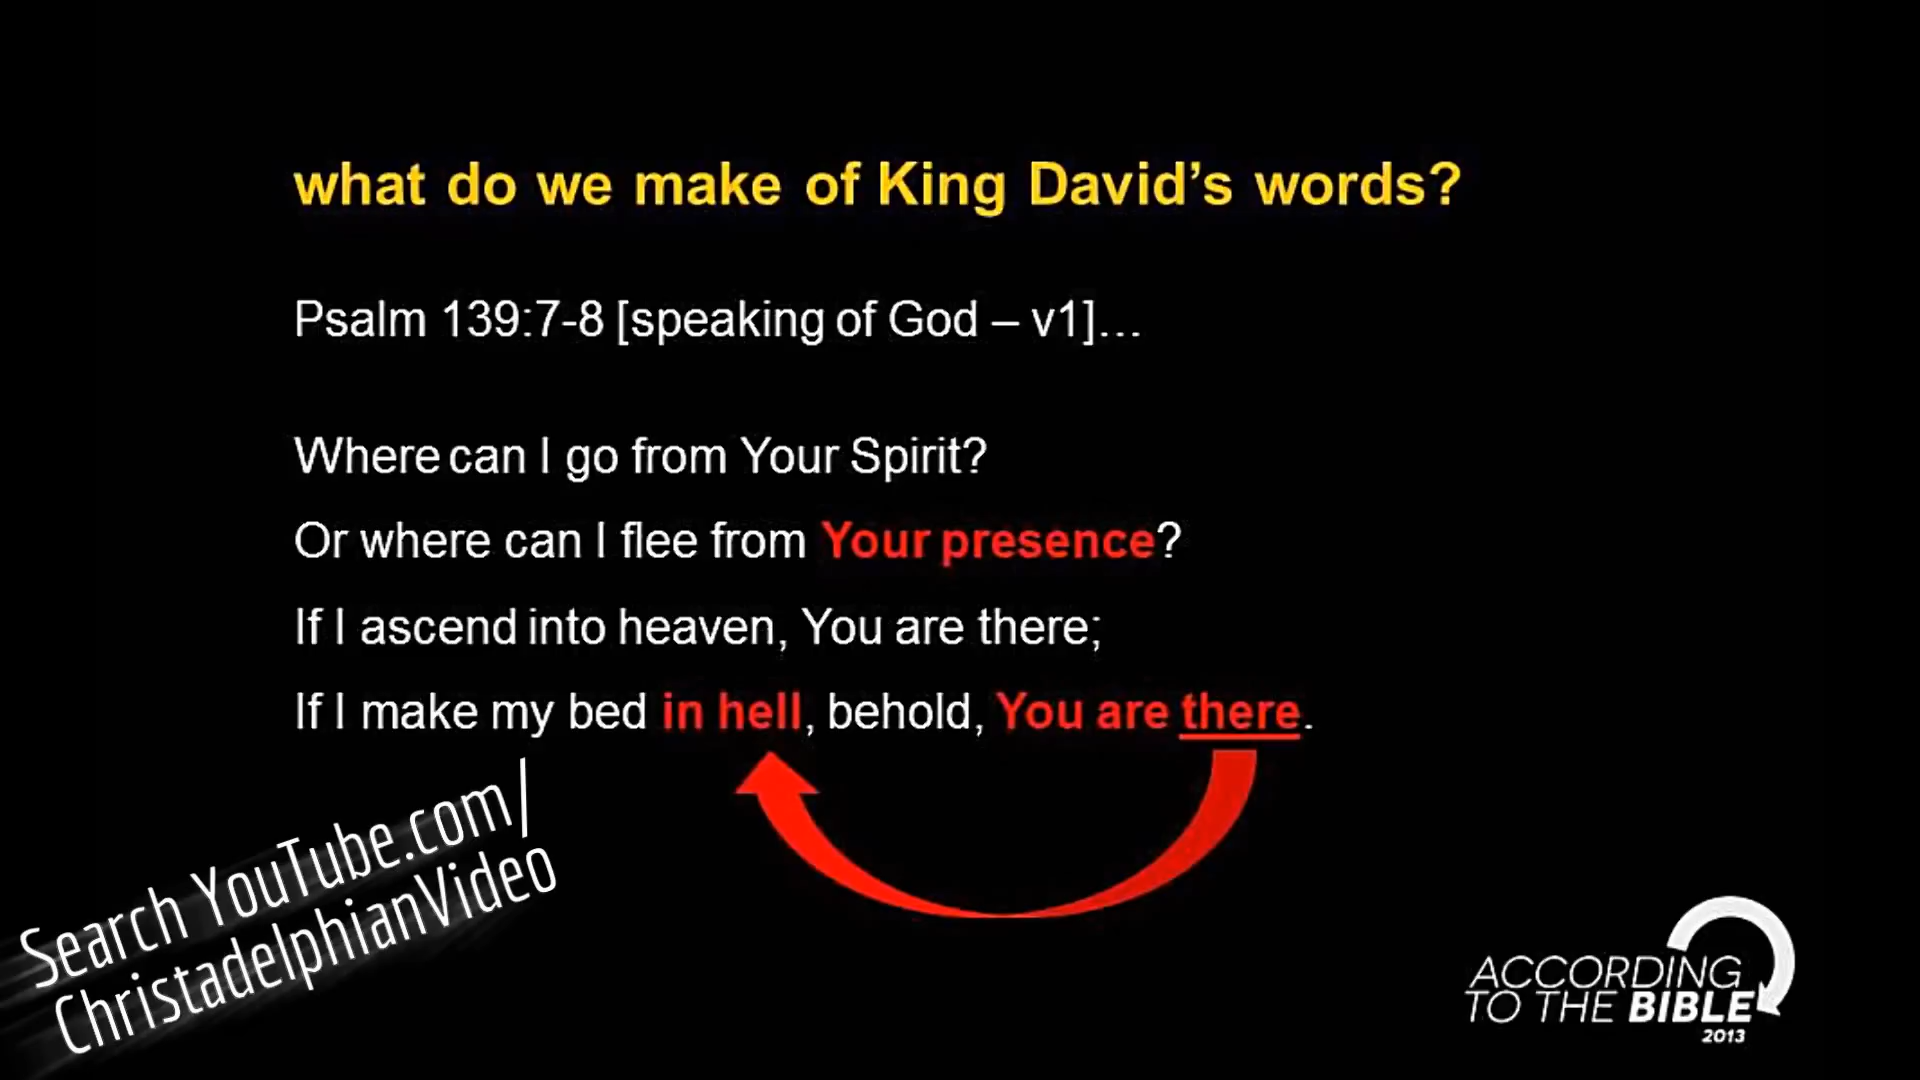 what do we make of King David’s words?
Psalm 139:7-8 [speaking of God – v1]…
Where can I go from Your Spirit?
Or where can I flee from Your presence?
If I ascend into heaven, You are there;
If I make my bed in hell, behold, You are there.
Search YouTube.com/
ChristadelphianVideo
ACCORDING
TO THE BIBLE
2013